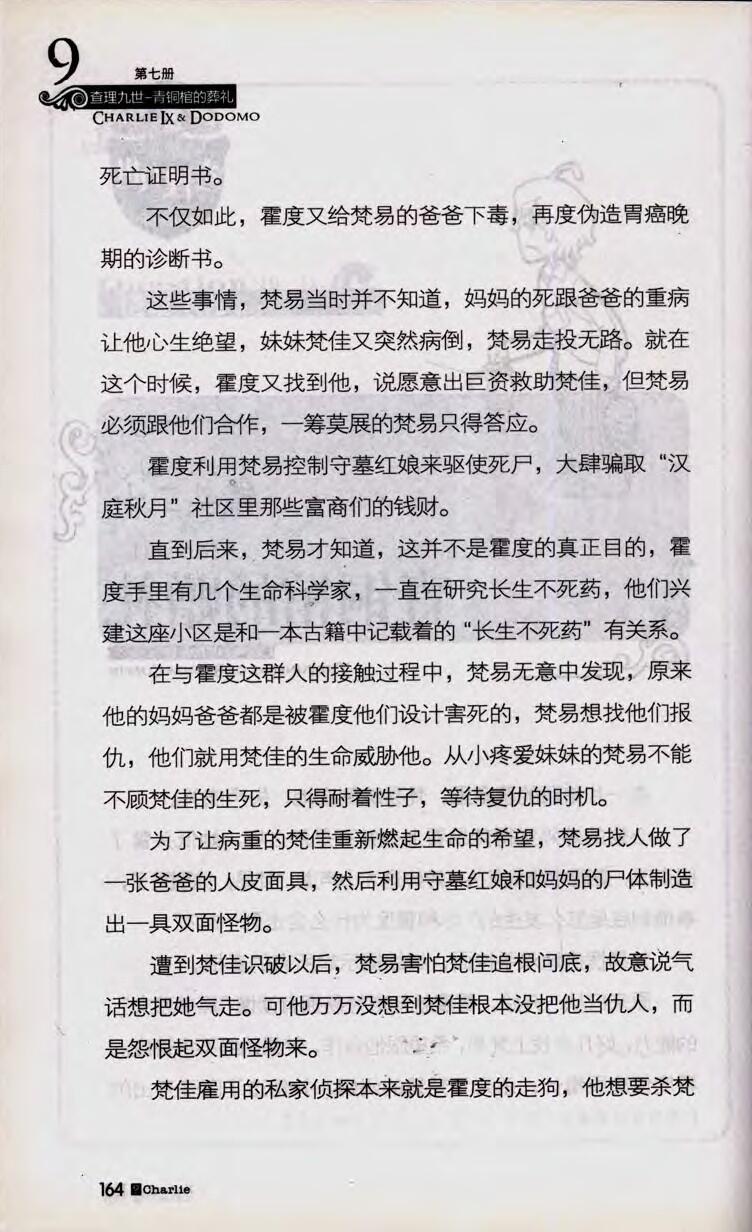 9
第七册
查理九世-青铜棺的葬礼
CHARLIE IX & DODOMO
死亡证明书。
不仅如此，霍度又给梵易的爸爸下毒，再度伪造胃癌晚
期的诊断书。
这些事情，梵易当时并不知道，妈妈的死跟爸爸的重病
让他心生绝望，妹妹梵佳又突然病倒，梵易走投无路。就在
这个时候，霍度又找到他，说愿意出巨资救助梵佳，但梵易
必须跟他们合作，一筹莫展的梵易只得答应。
霍度利用梵易控制守墓红娘来驱使死尸，大肆骗取“汉
庭秋月”社区里那些富商们的钱财。
直到后来，梵易才知道，这并不是霍度的真正目的，霍
度手里有几个生命科学家，一直在研究长生不死药，他们兴
建这座小区是和一本古籍中记载着的“长生不死药”有关系。
在与霍度这群人的接触过程中，梵易无意中发现，原来
他的妈妈爸爸都是被霍度他们设计害死的，梵易想找他们报
仇，他们就用梵佳的生命威胁他。从小疼爱妹妹的梵易不能
不顾梵佳的生死，只得耐着性子，等待复仇的时机。
为了让病重的梵佳重新燃起生命的希望，梵易找人做了
一张爸爸的人皮面具，然后利用守墓红娘和妈妈的尸体制造
出一具双面怪物。
遭到梵佳识破以后，梵易害怕梵佳追根问底，故意说气
话想把她气走。可他万万没想到梵佳根本没把他当仇人，而
是怨恨起双面怪物来。
梵佳雇用的私家侦探本来就是霍度的走狗，他想要杀梵
164 Charlie